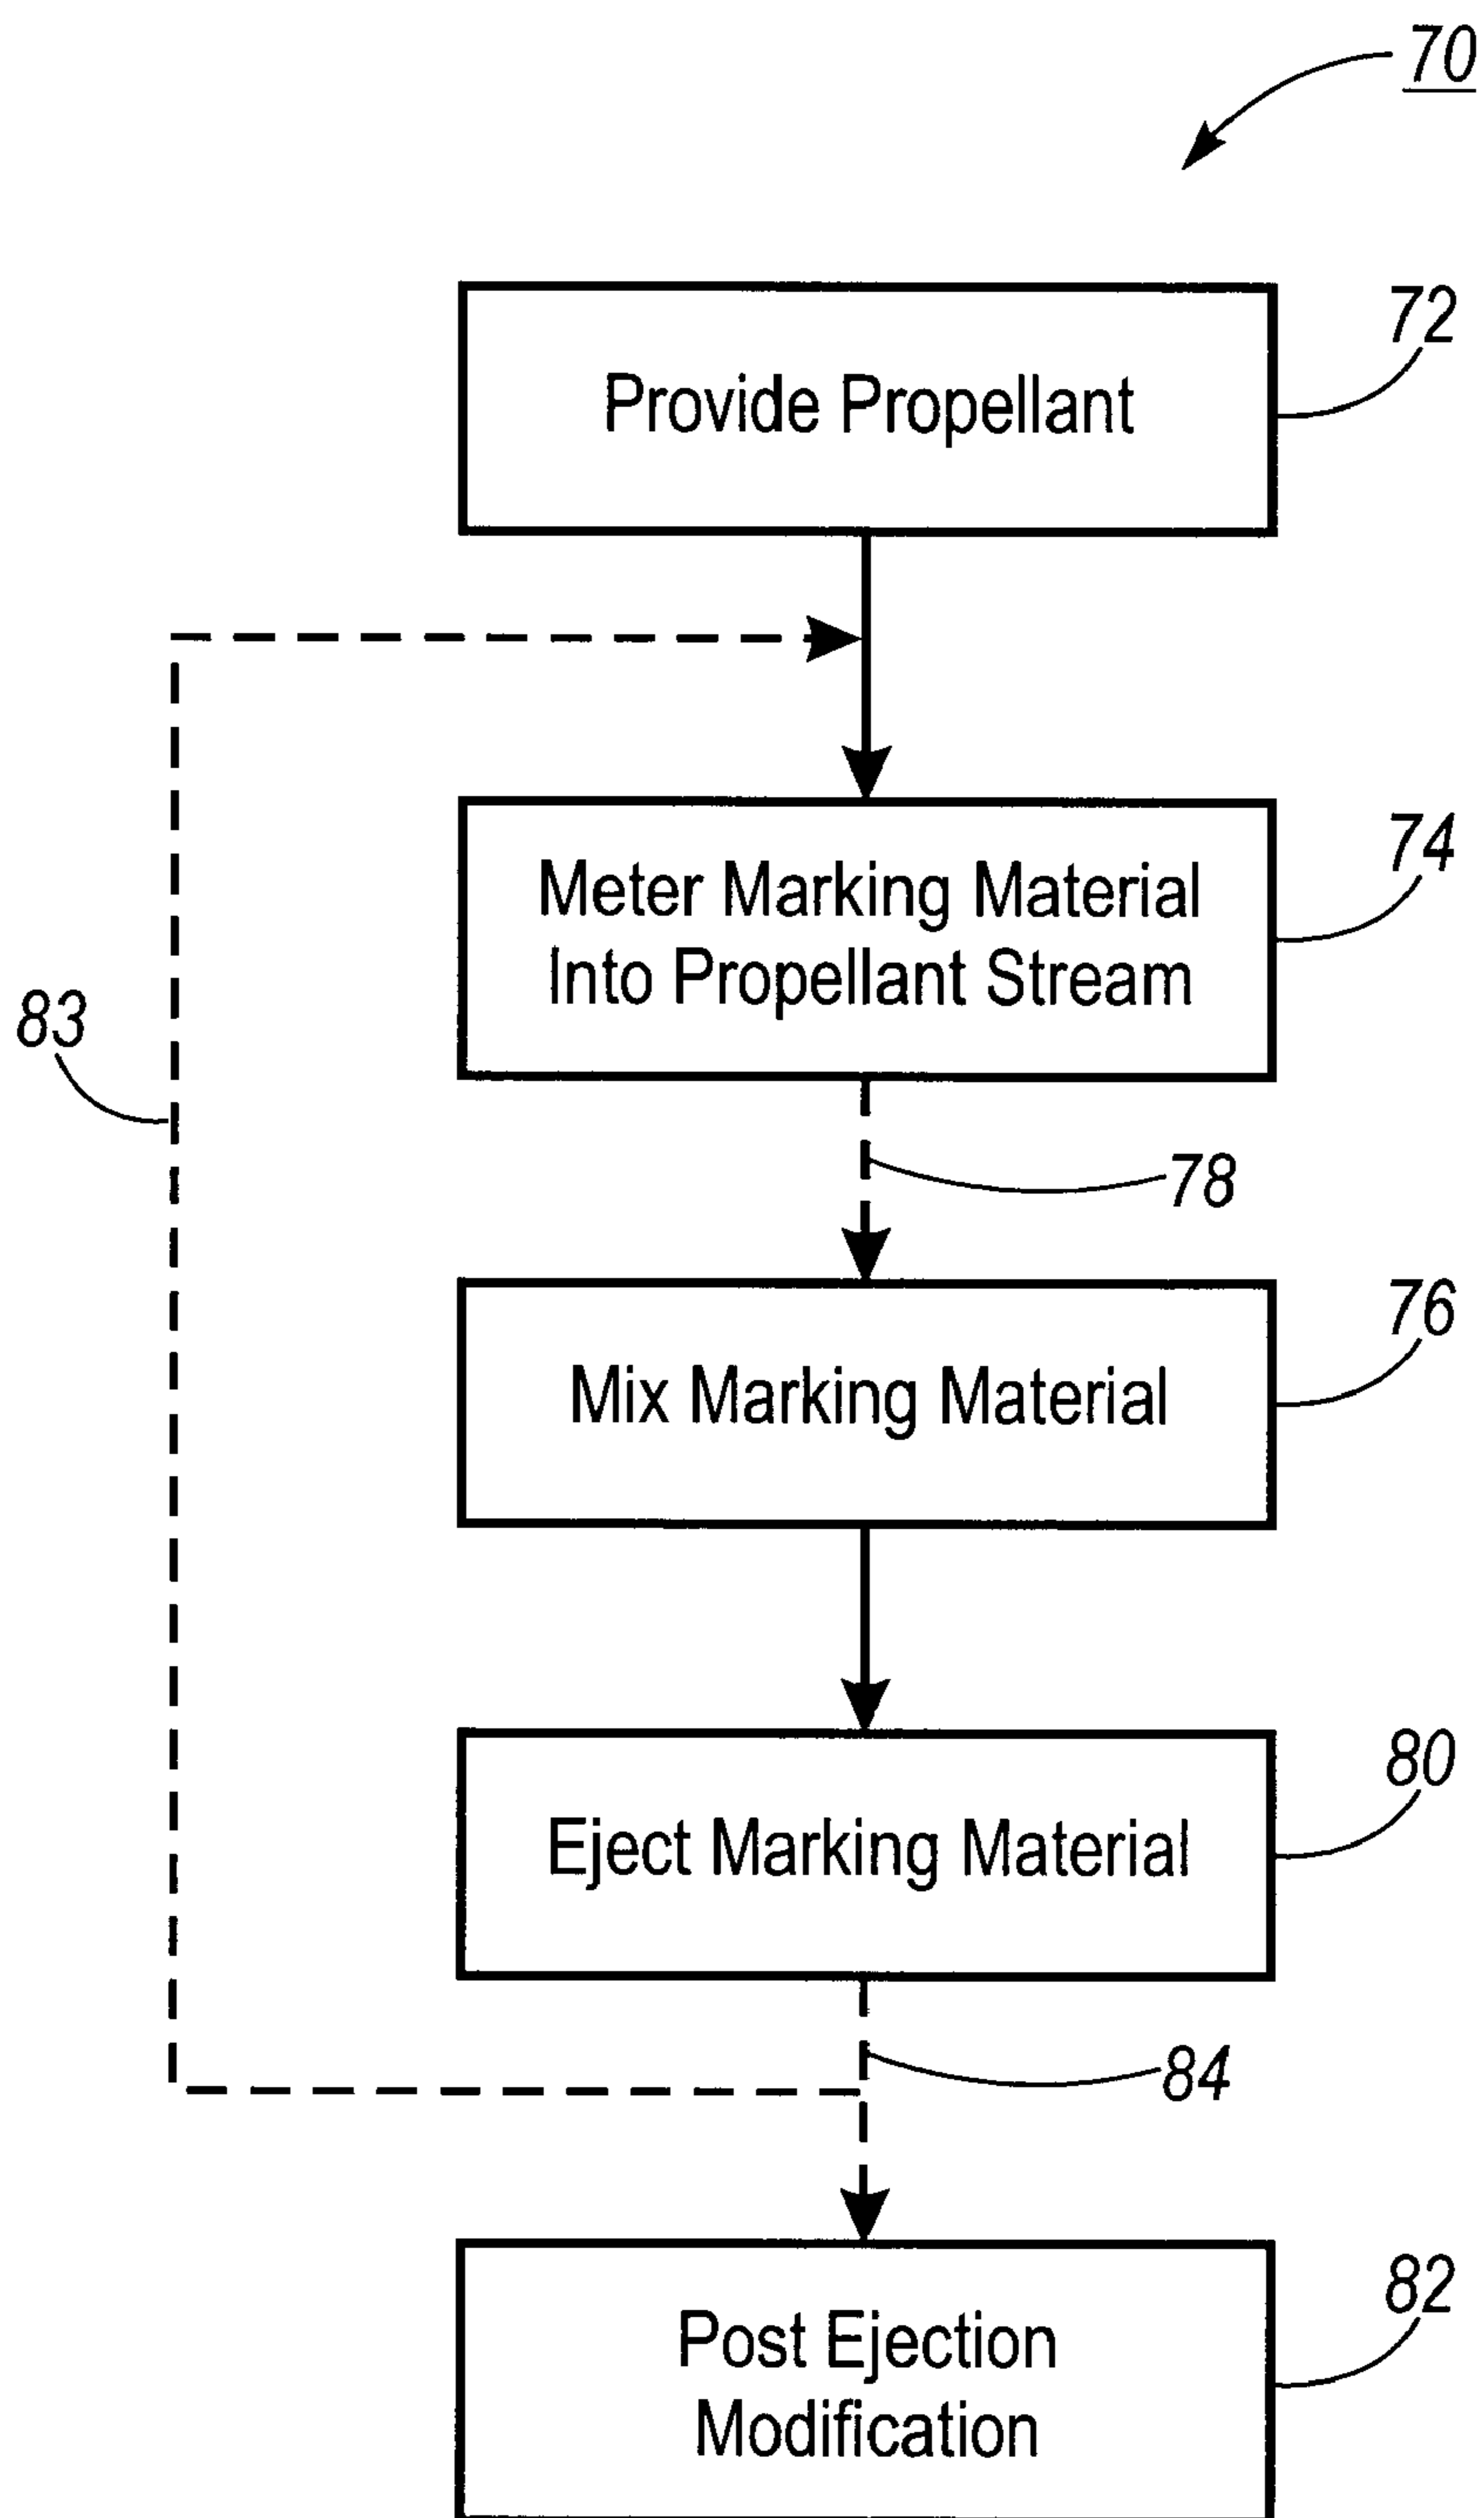 70
Provide Propellant
72
Meter Marking Material
Into Propellant Stream
74
83
78
Mix Marking Material
76
Eject Marking Material
80
84
Post Ejection
Modification
82